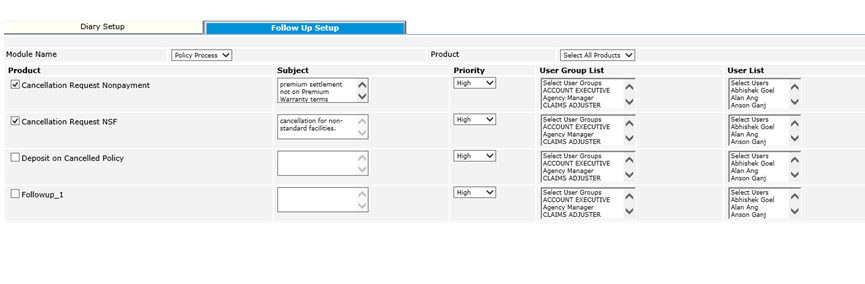 Diary Setup Follow Up Setup
Module Name Policy Process Product Select All Products
Product Subject Priority User Group List User List
Cancellation Request Nonpayment
premium settlement
not on Premium
Warranty terms
High
Select User Groups
ACCOUNT EXECUTIVE
Agency Manager
CLAIMS ADJUSTER
Select Users
Abhishek Goel
Alan Ang
Anson Ganj
Cancellation Request NSF
cancellation for non-
standard facilities.
High
Select User Groups
ACCOUNT EXECUTIVE
Agency Manager
CLAIMS ADJUSTER
Select Users
Abhishek Goel
Alan Ang
Anson Ganj
Deposit on Cancelled Policy
High
Select User Groups
ACCOUNT EXECUTIVE
Agency Manager
CLAIMS ADJUSTER
Select Users
Abhishek Goel
Alan Ang
Anson Ganj
Followup_1
High
Select User Groups
ACCOUNT EXECUTIVE
Agency Manager
CLAIMS ADJUSTER
Select Users
Abhishek Goel
Alan Ang
Anson Ganj